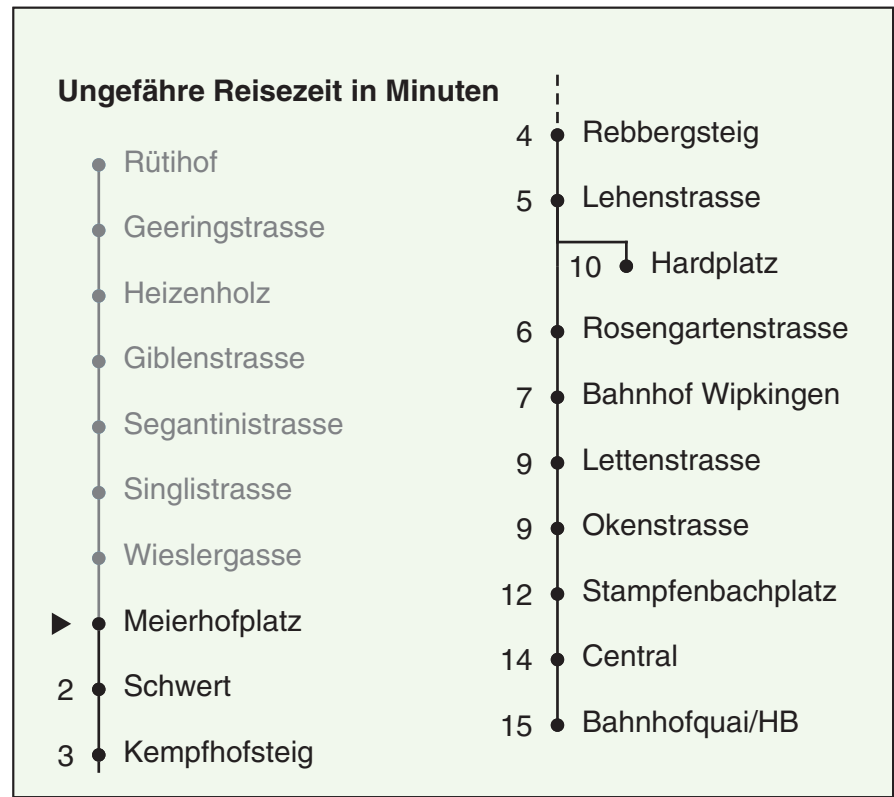 Ungefähre Reisezeit in Minuten
Rütihof
Geeringstrasse
Heizenholz
Giblenstrasse
Segantinistrasse
Singlistrasse
Wieslergasse
Meierhofplatz
2 Schwert
3 Kempfhofsteig
4 Rebbergsteig
5 Lehenstrasse
10 Hardplatz
6 Rosengartenstrasse
7 Bahnhof Wipkingen
9 Lettenstrasse
9 Okenstrasse
12 Stampfenbachplatz
14 Central
15 Bahnhofquai/HB